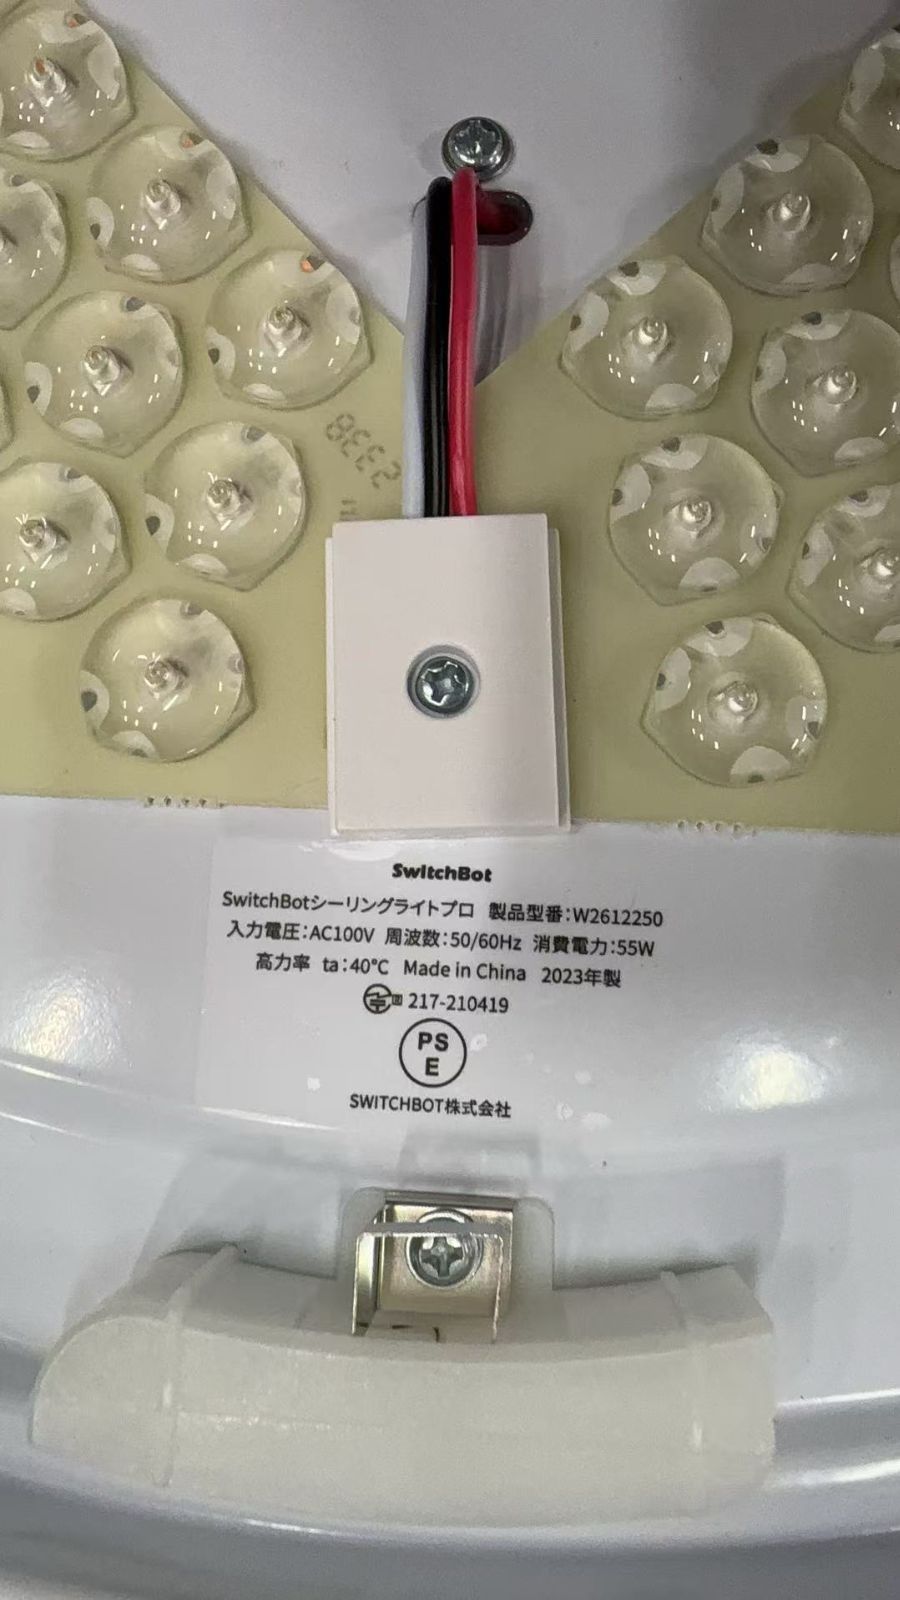 2338
SwitchBot
SwitchBotシーリングライトプロ 製品型番:W2612250
入力電圧:AC100V 周波数:50/60Hz 消費電力:55W
高力率 ta:40°C Made in China 2023年製
217-210419
PS
E
SWITCHBOT株式会社